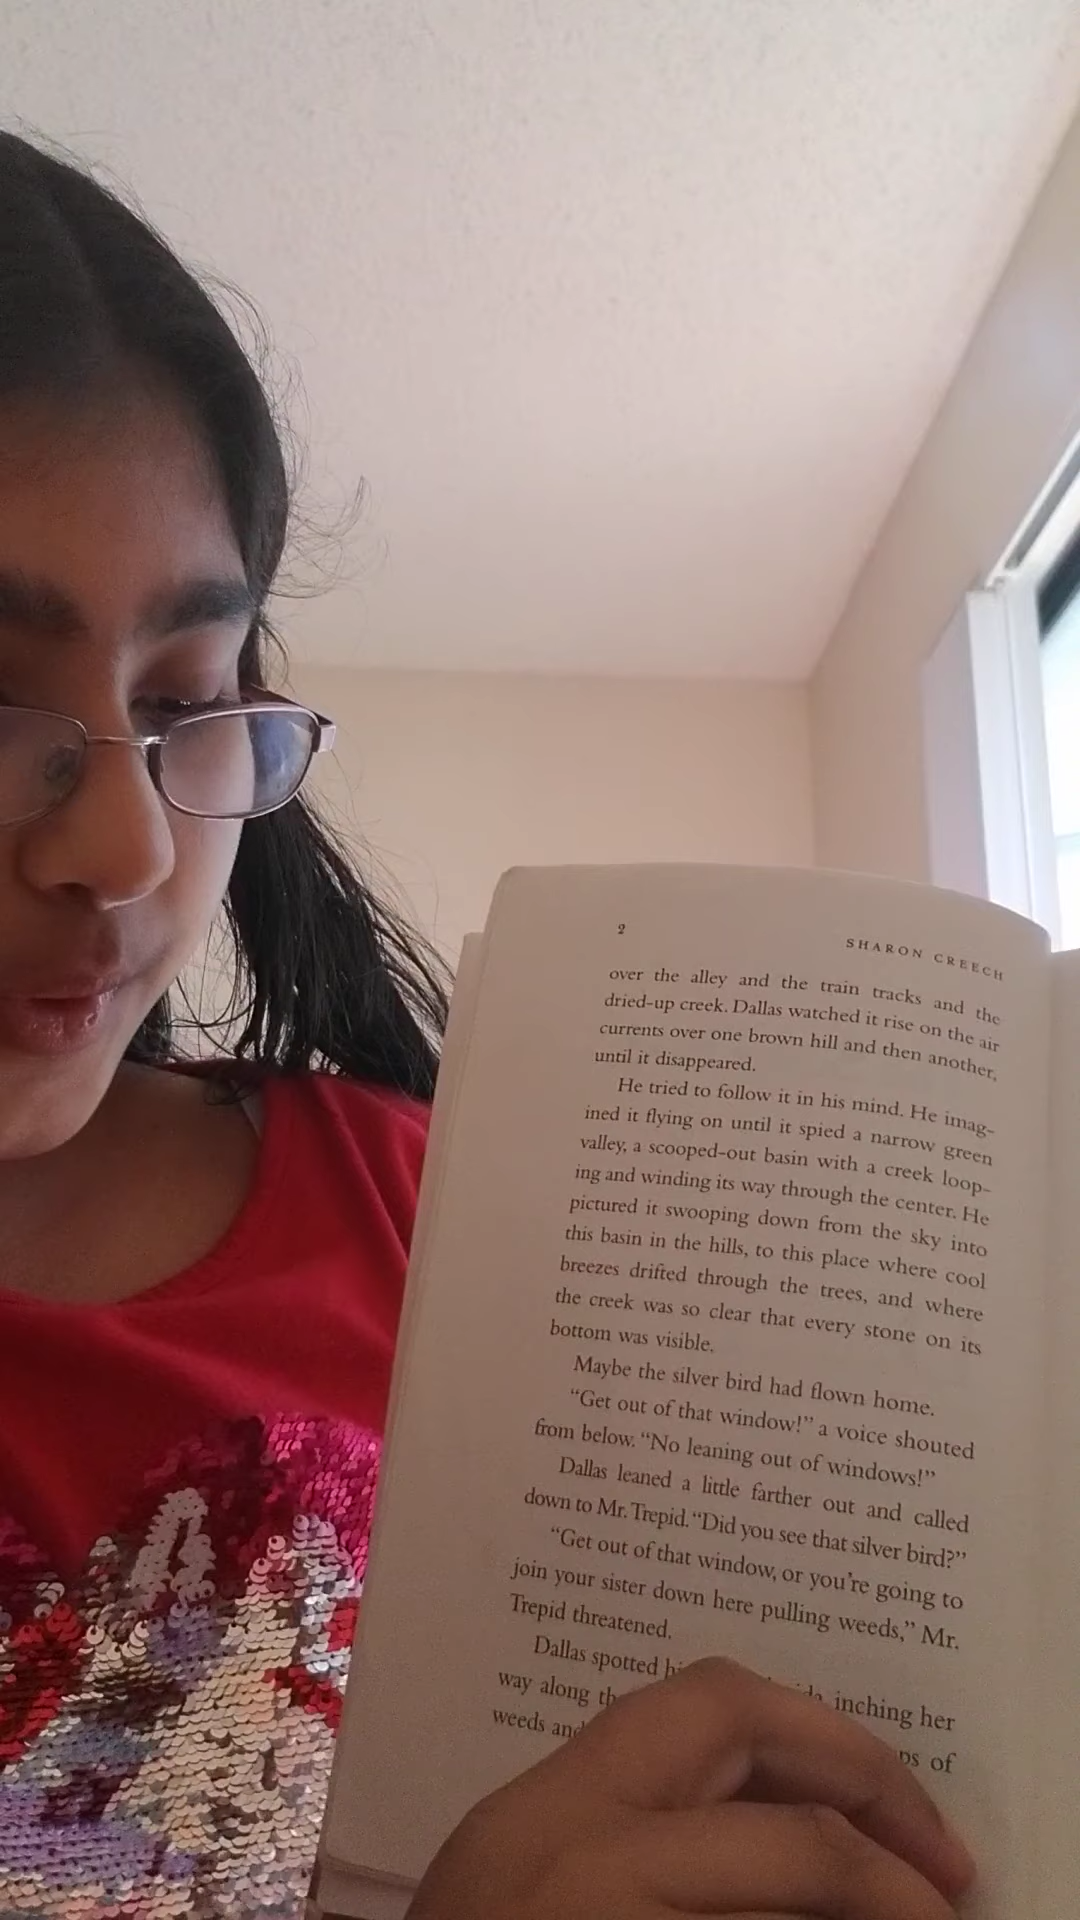 2
SHARON CREECH
over the alley and the train tracks and the
dried-up creek. Dallas watched it rise on the air
currents over one brown hill and then another,
until it disappeared.
He tried to follow it in his mind. He imag-
ined it flying on until it spied a narrow green
valley, a scooped-out basin with a creek loop-
ing and winding its way through the center. He
pictured it swooping down from the sky into
this basin in the hills, to this place where cool
breezes drifted through the trees, and where
the creek was so clear that every stone on its
bottom was visible.
Maybe the silver bird had flown home.
“Get out of that window!” a voice shouted
from below. “No leaning out of windows!”
Dallas leaned a little farther out and called
down to Mr. Trepid. “Did you see that silver bird?”
“Get out of that window, or you’re going to
join your sister down here pulling weeds,” Mr.
Trepid threatened.
Dallas spotted inching her
way along
weeds of